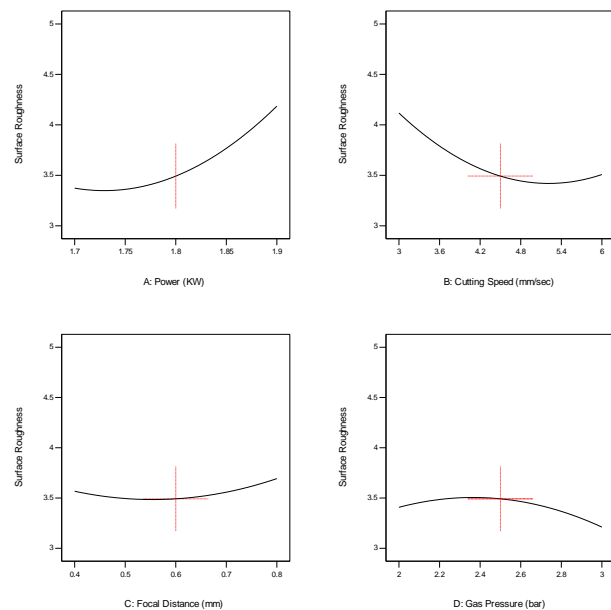 Surface Roughness
5
4.5
4
3.5
3
1.7 1.75 1.8 1.85 1.9
A: Power (KW)
Surface Roughness
5
4.5
4
3.5
3
3 3.6 4.2 4.8 5.4 6
B: Cutting Speed (mm/sec)
Surface Roughness
5
4.5
4
3.5
3
0.4 0.5 0.6 0.7 0.8
C: Focal Distance (mm)
Surface Roughness
5
4.5
4
3.5
3
2 2.2 2.4 2.6 2.8 3
D: Gas Pressure (bar)